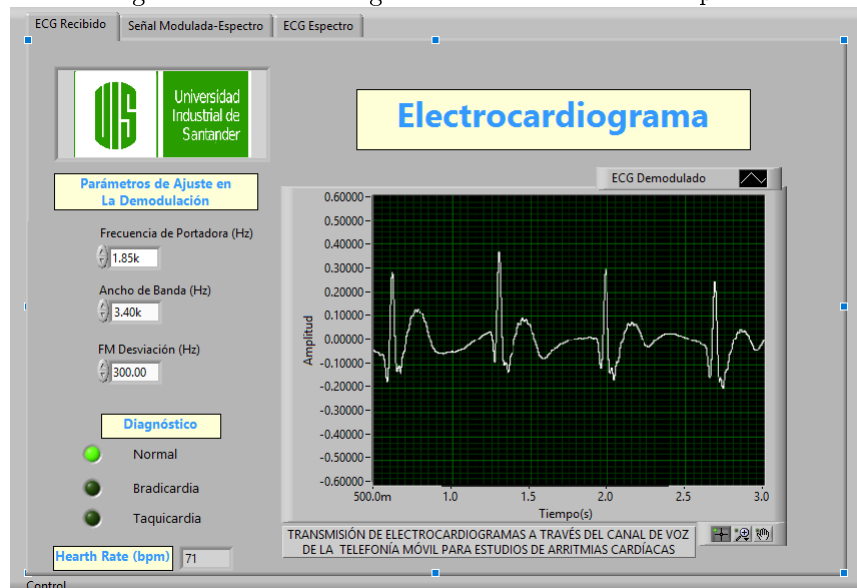 ECG Recibido
Señal Modulada-Espectro
ECG Espectro
UIS
Universidad
Industrial de
Santander
Electrocardiograma
Parámetros de Ajuste en
La Demodulación
Frecuencia de Portadora (Hz)
1.85k
Ancho de Banda (Hz)
3.40k
FM Desviación (Hz)
300.00
Diagnóstico
Normal
Bradicardia
Taquicardia
Hearth Rate (bpm)
71
ECG Demodulado
0.60000
0.50000
0.40000
0.30000
0.20000
0.10000
0.00000
-0.10000
-0.20000
-0.30000
-0.40000
-0.50000
-0.60000
Amplitud
500.0m 1.0 1.5 2.0 2.5 3.0
Tiempo(s)
TRANSMISIÓN DE ELECTROCARDIOGRAMAS A TRAVÉS DEL CANAL DE VOZ
DE LA TELEFONÍA MÓVIL PARA ESTUDIOS DE ARRITMIAS CARDÍACAS
Control